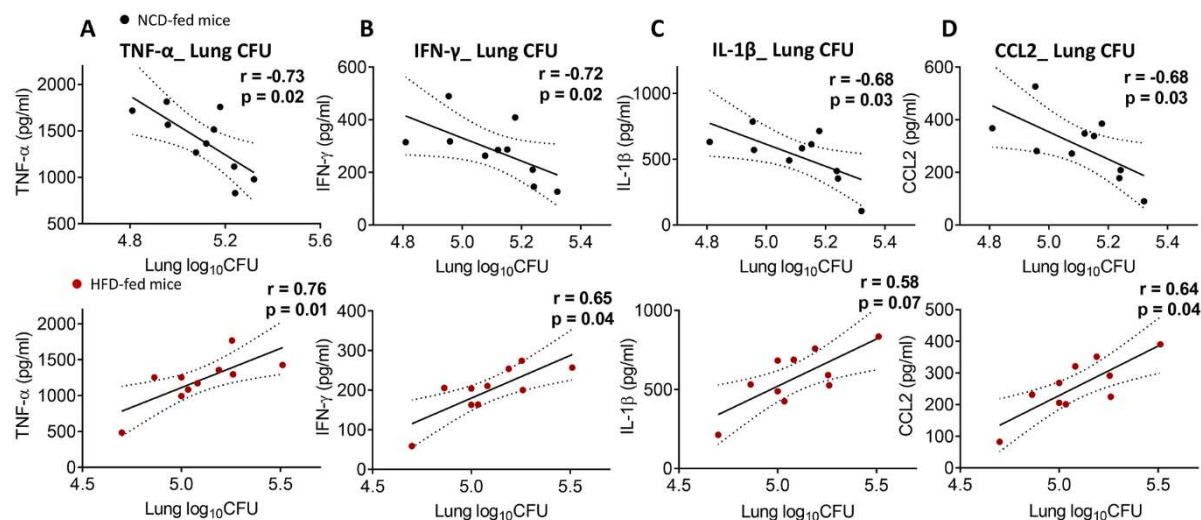 A ● NCD-fed mice B C D
TNF-α_ Lung CFU
IFN-γ_ Lung CFU
IL-1β_ Lung CFU
CCL2_ Lung CFU
r = -0.73
p = 0.02
TNF-α (pg/ml)
2000
1500
1000
500
4.8 5.2 5.6
Lung log₁₀CFU
r = -0.72
p = 0.02
IFN-γ (pg/ml)
600
400
200
0
4.8 5.0 5.2 5.4
Lung log₁₀CFU
r = -0.68
p = 0.03
IL-1β (pg/ml)
1000
500
0
4.8 5.0 5.2 5.4
Lung log₁₀CFU
r = -0.68
p = 0.03
CCL2 (pg/ml)
600
400
200
0
4.8 5.0 5.2 5.4
Lung log₁₀CFU
● HFD-fed mice
r = 0.76
p = 0.01
TNF-α (pg/ml)
2000
1500
1000
500
0
4.5 5.0 5.5
Lung log₁₀CFU
r = 0.65
p = 0.04
IFN-γ (pg/ml)
400
300
200
100
0
4.5 5.0 5.5
Lung log₁₀CFU
r = 0.58
p = 0.07
IL-1β (pg/ml)
1000
500
0
4.5 5.0 5.5
Lung log₁₀CFU
r = 0.64
p = 0.04
CCL2 (pg/ml)
500
400
300
200
100
0
4.5 5.0 5.5
Lung log₁₀CFU